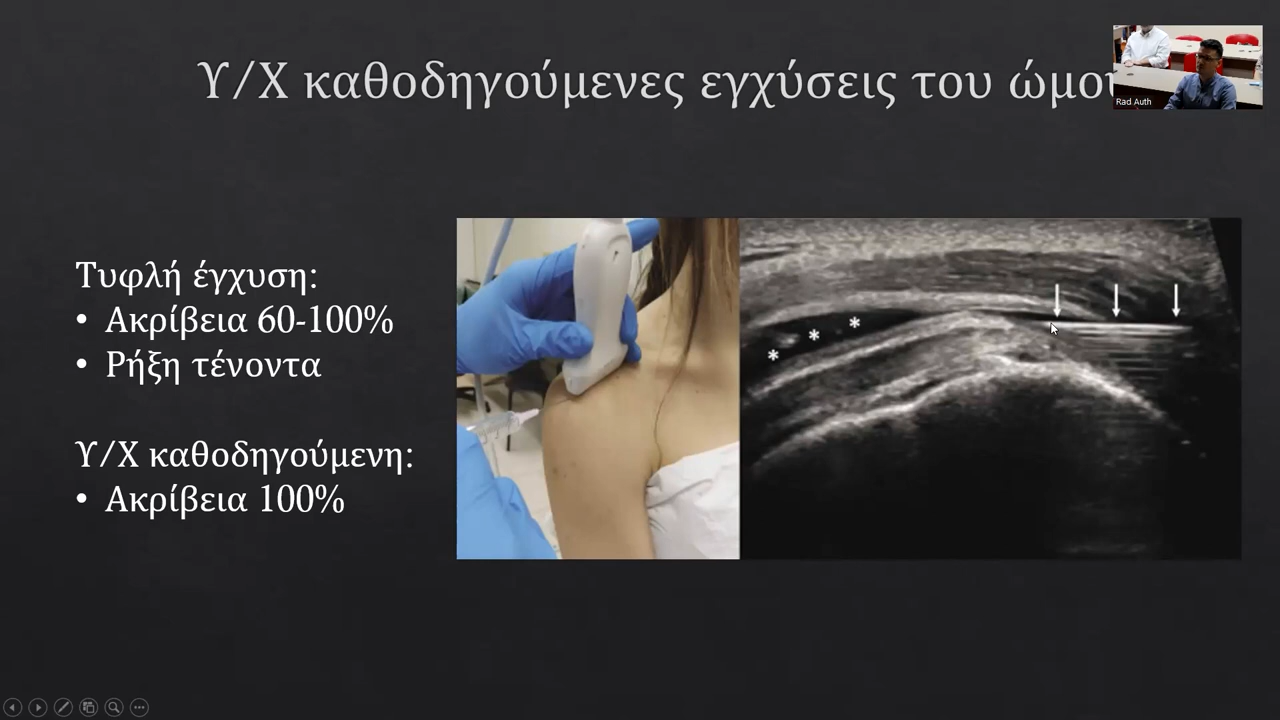 Υ/Χ καθοδηγούμενες εγχύσεις του ώμου
Rad Auth
Τυφλή έγχυση:
• Ακρίβεια 60-100%
• Ρήξη τένοντα
Υ/Χ καθοδηγούμενη:
• Ακρίβεια 100%
* * *